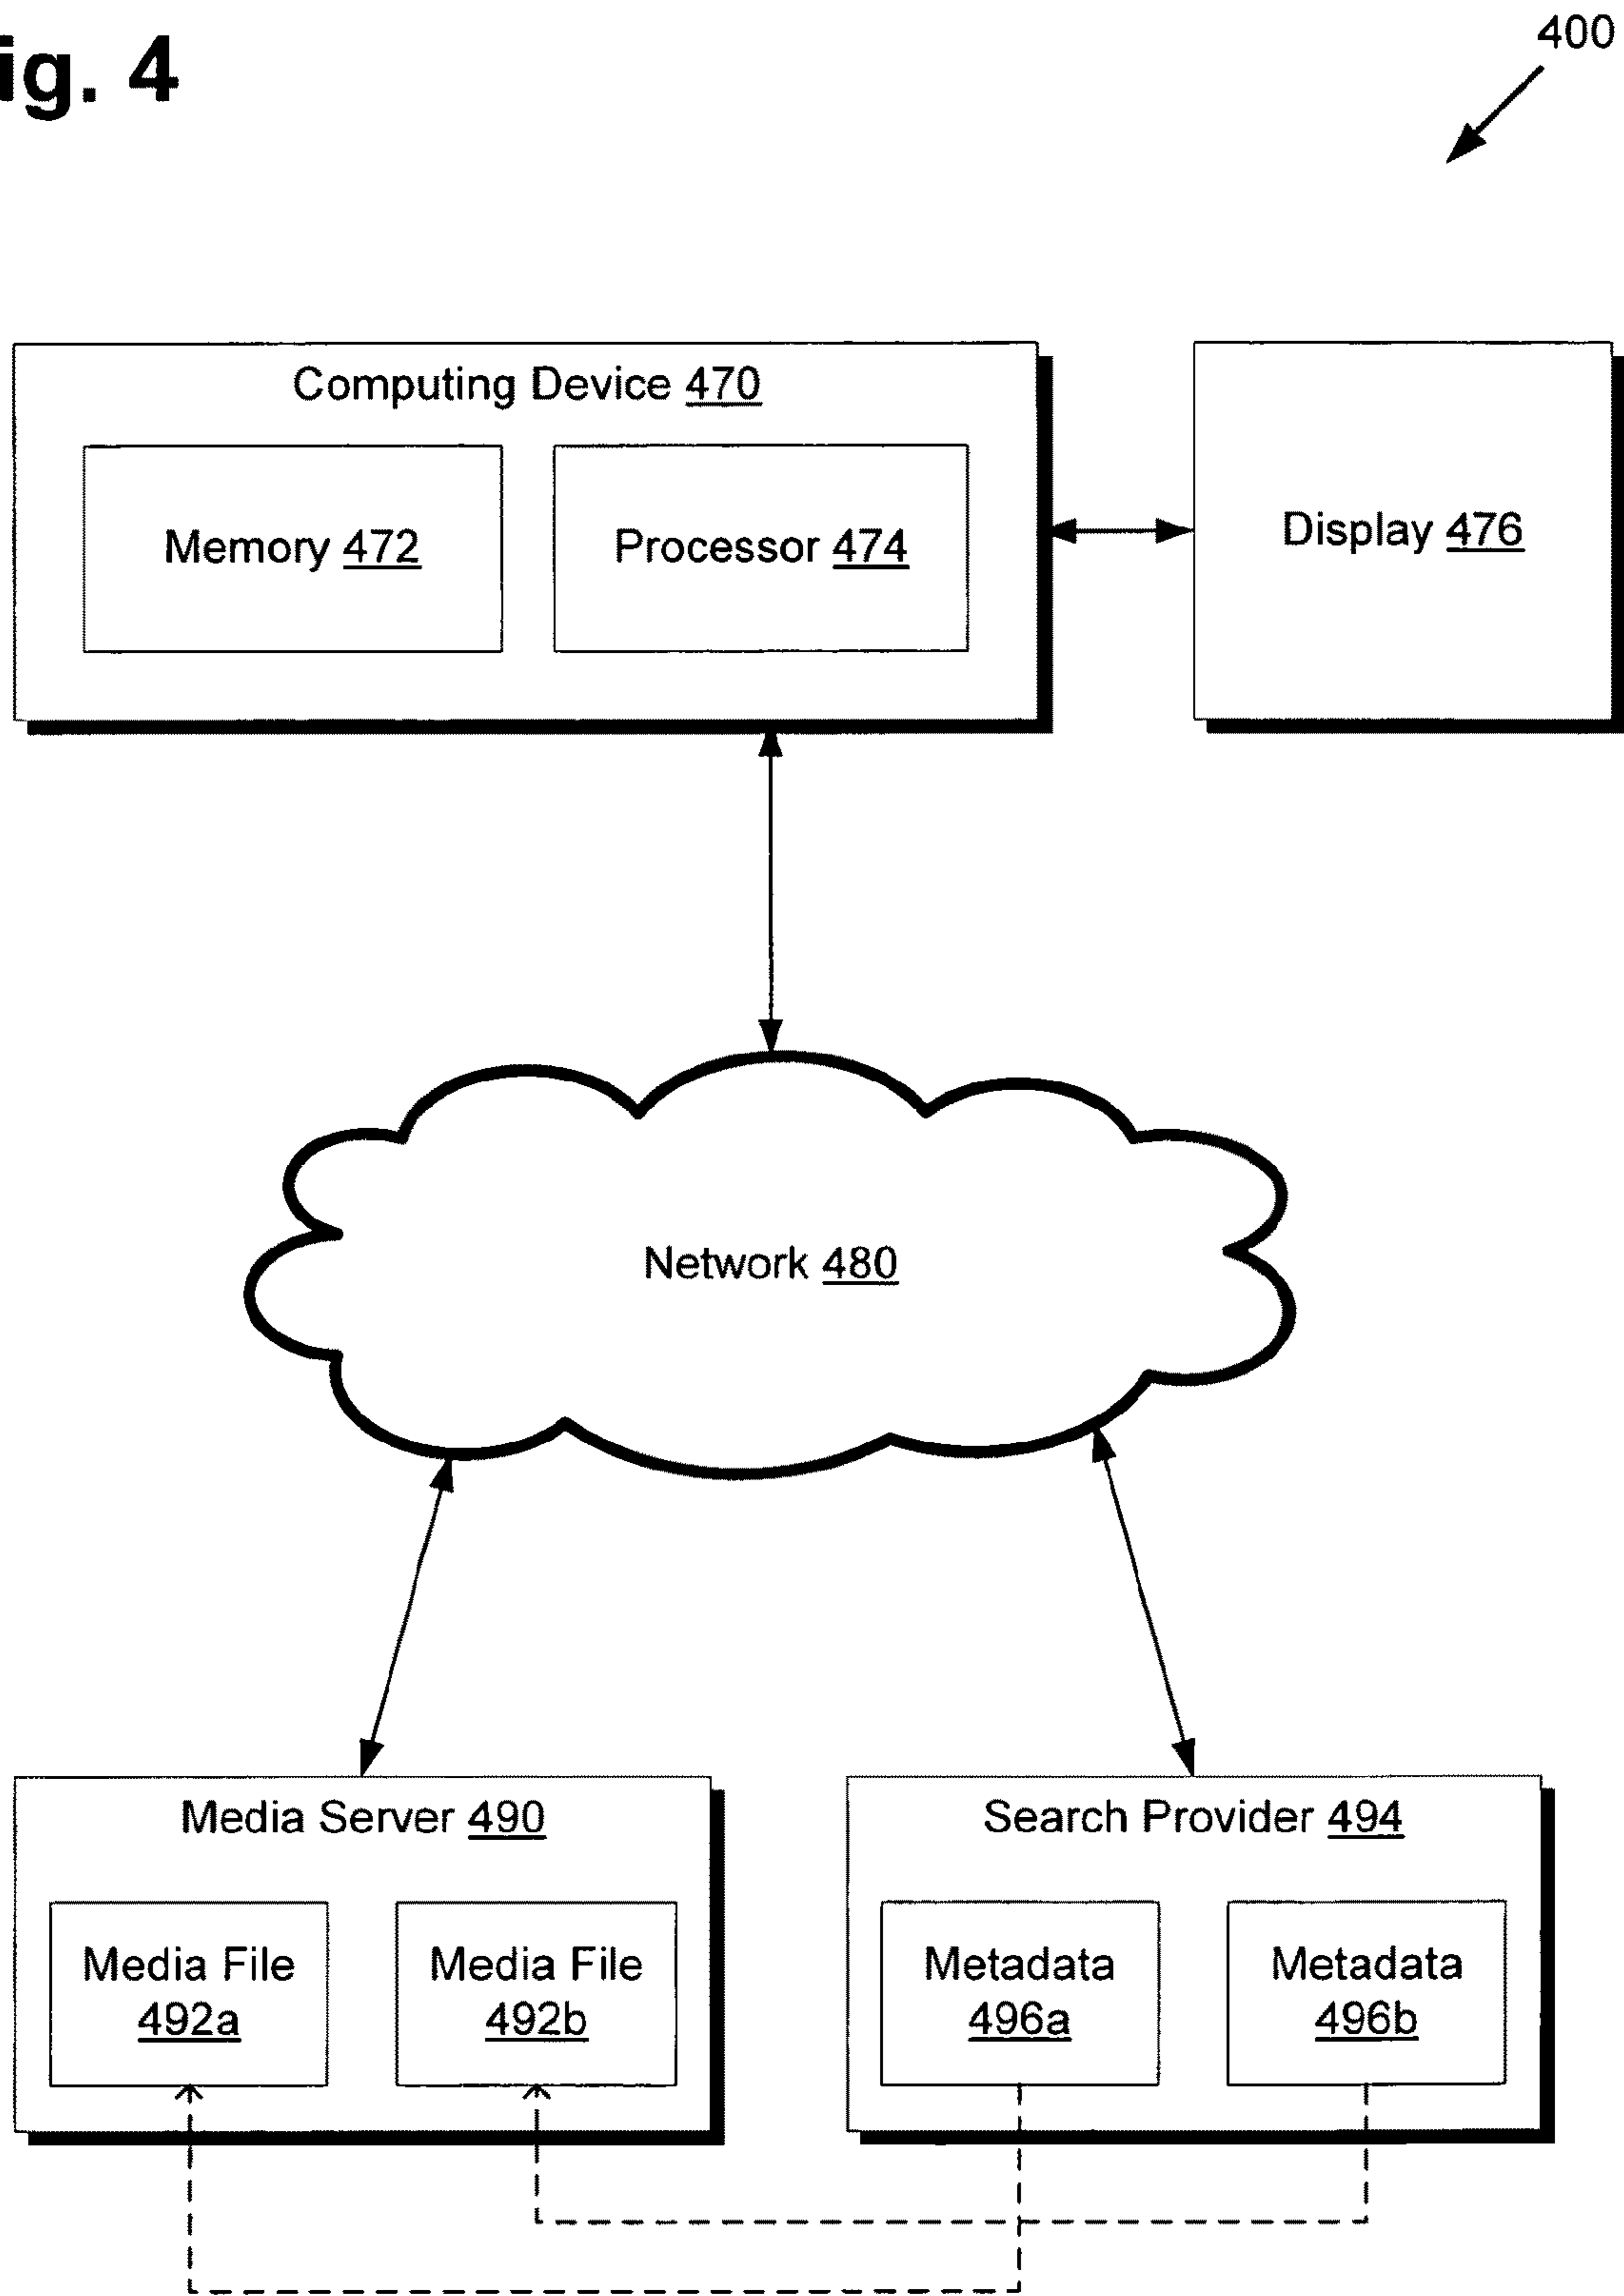 ig. 4
400
Computing Device 470
Memory 472
Processor 474
Display 476
Network 480
Media Server 490
Search Provider 494
Media File
492a
Media File
492b
Metadata
496a
Metadata
496b